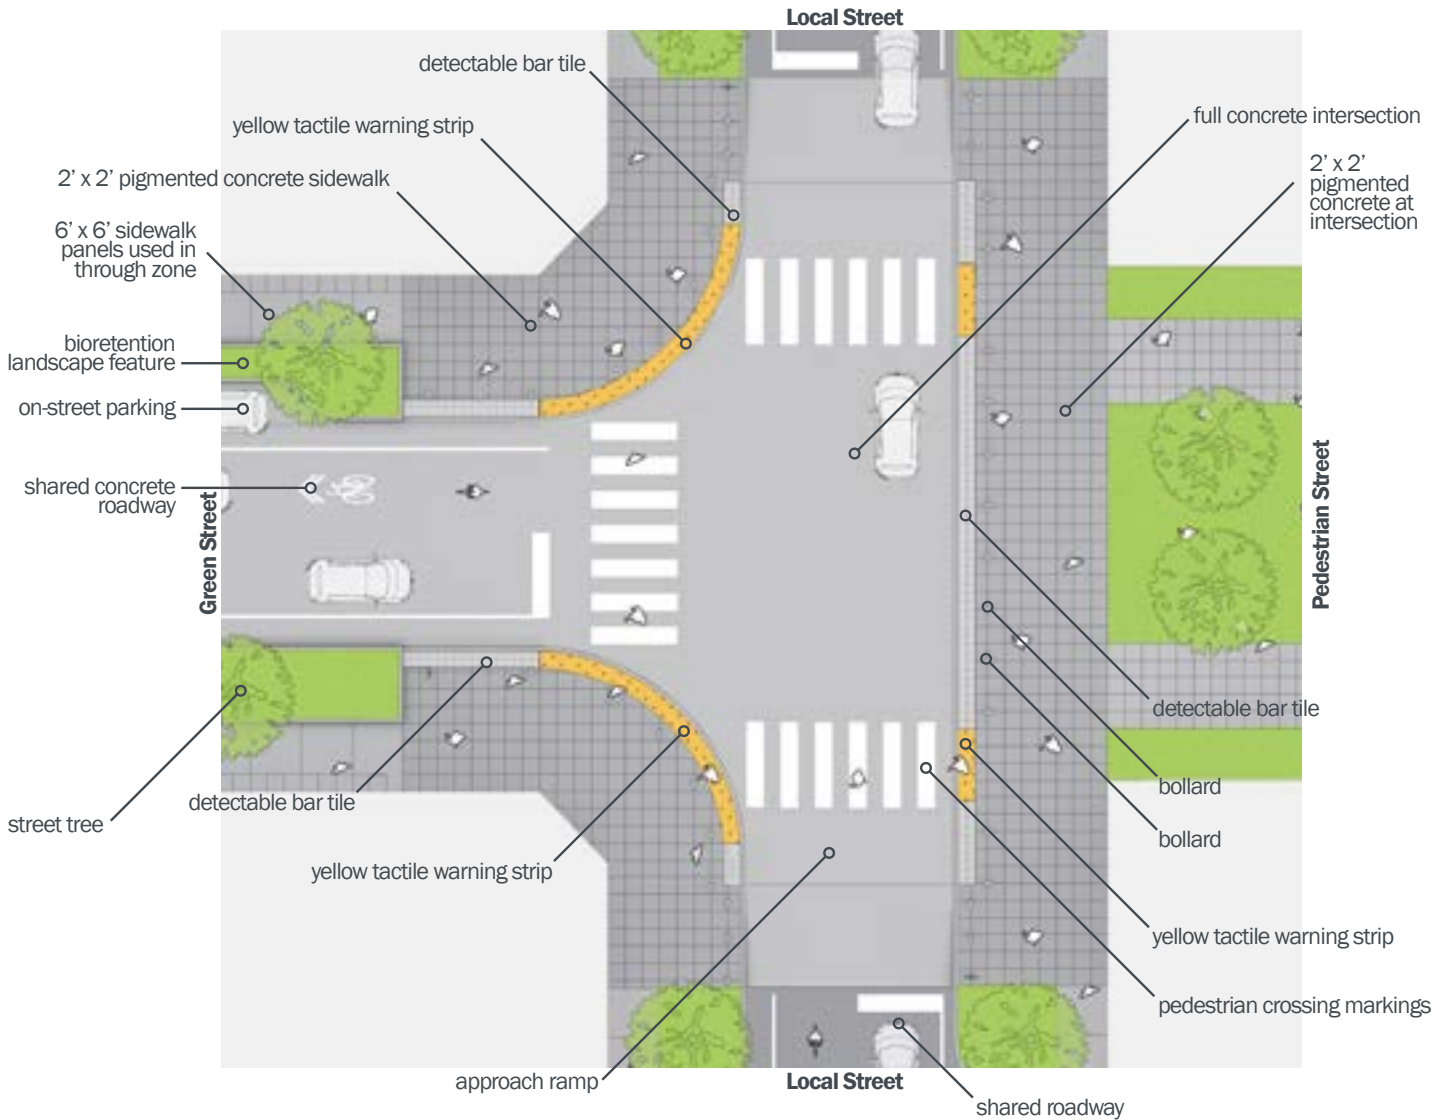 Local Street
detectable bar tile
yellow tactile warning strip
2’ x 2’ pigmented concrete sidewalk
6’ x 6’ sidewalk
panels used in
through zone
bioretention
landscape feature
on-street parking
shared concrete
roadway
Green Street
street tree
detectable bar tile
yellow tactile warning strip
approach ramp
Local Street
shared roadway
full concrete intersection
2’ x 2’
pigmented
concrete at
intersection
Pedestrian Street
detectable bar tile
bollard
bollard
yellow tactile warning strip
pedestrian crossing markings